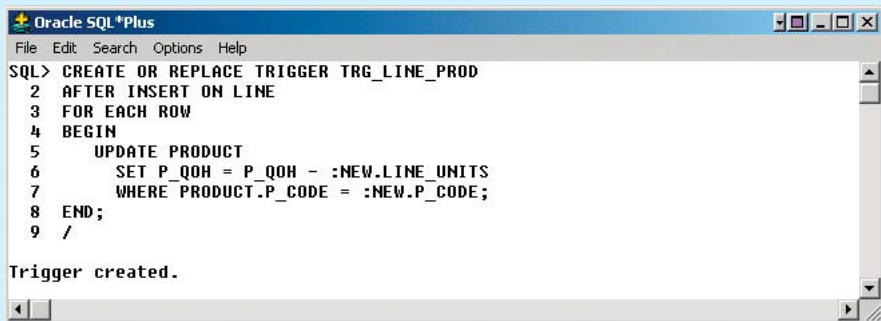 Oracle SQL*Plus
File Edit Search Options Help
SQL> CREATE OR REPLACE TRIGGER TRG_LINE_PROD
2 AFTER INSERT ON LINE
3 FOR EACH ROW
4 BEGIN
5 UPDATE PRODUCT
6 SET P_QOH = P_QOH - :NEW.LINE_UNITS
7 WHERE PRODUCT.P_CODE = :NEW.P_CODE;
8 END;
9 /
Trigger created.